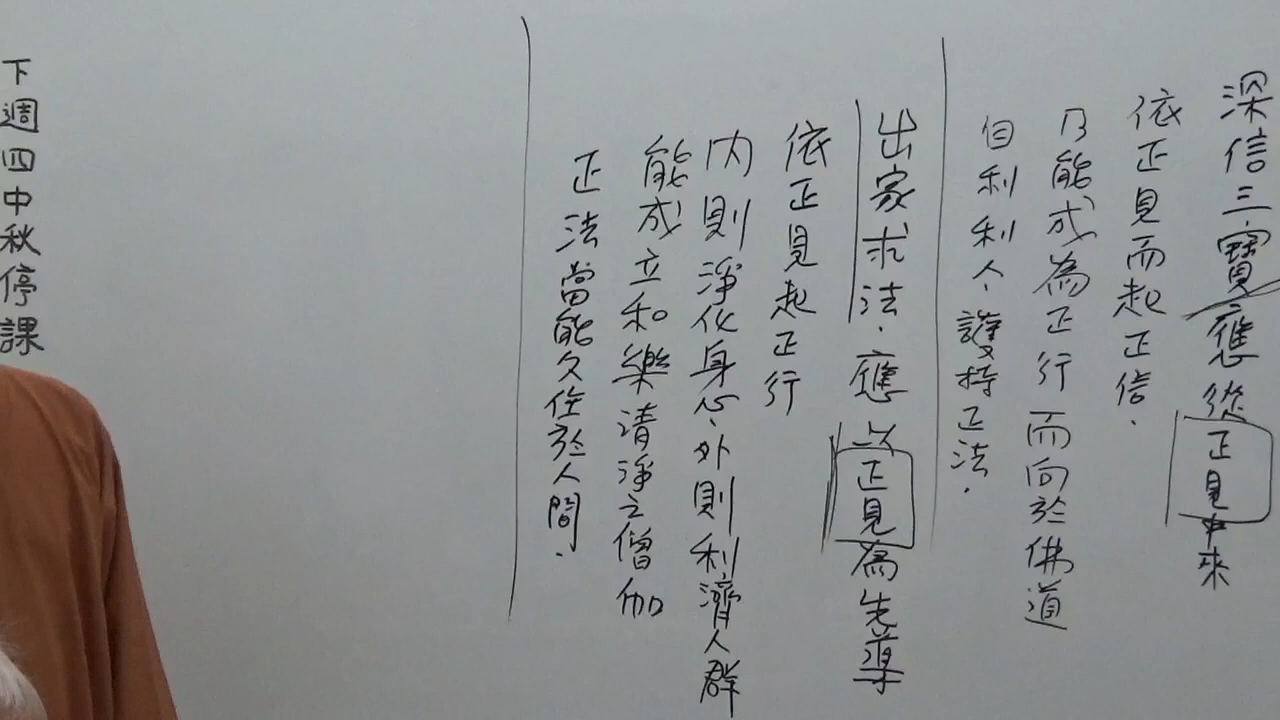 深信三寶應從正見中來
依正見而起正信.
乃能成為正行而向於佛道
自利利人、護持正法.
出家求法.應以正見為先導
依正見起正行
內則淨化身心、外則利濟人群
能成立和樂清淨之僧伽
正法當能久住於人間.
下週四中秋停課